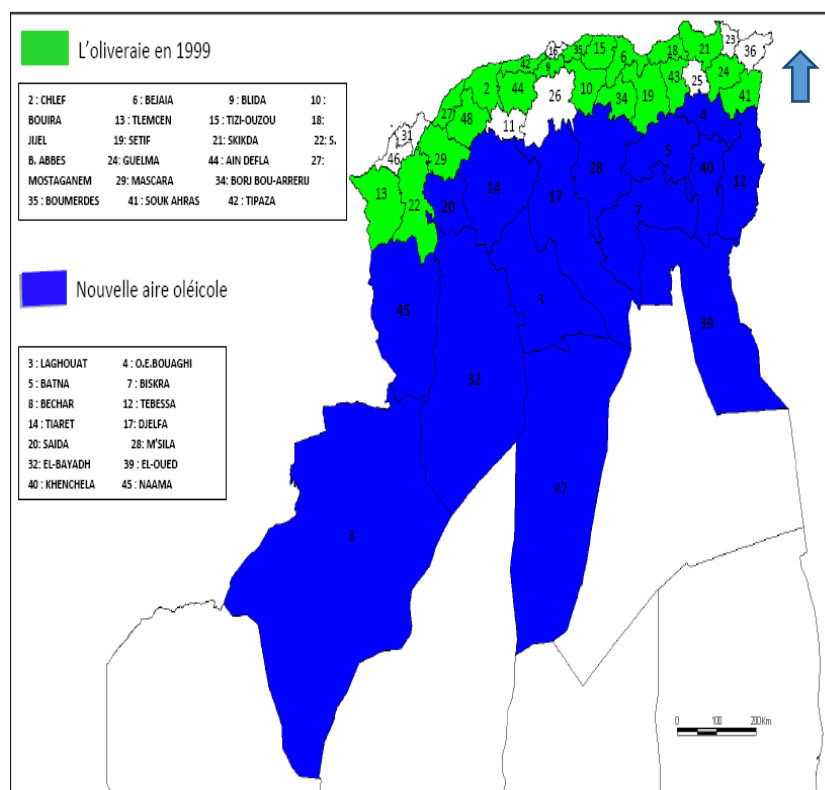 L'oliveraie en 1999
2 : CHLEF 6 : BEJAIA 9 : BLIDA 10 :
BOUIRA 13 : TLEMCEN 15 : TIZI-OUZOU 18 :
JIJEL 19: SETIF 21: SKIKDA 22: S.
B. ABBES 24: GUELMA 44 : AIN DEFLA 27 :
MOSTAGANEM 29 : MASCARA 34: BORJ BOU-ARRERIJ
35 : BOUMERDES 41 : SOUK AHRAS 42 : TIPAZA
Nouvelle aire oléicole
3 : LAGHOUAT 4 : O.E.BOUAGHI
5 : BATNA 7 : BISKRA
8 : BECHAR 12 : TEBESSA
14 : TIARET 17 : DJELFA
20: SAIDA 28 : M'SILA
32 : EL-BAYADH 39 : EL-OUED
40 : KHENCHELA 45 : NAAMA
16 35 15 18 21 23 36
42 9 6 43 24
2 44 26 10 34 19 25 41
27 48 11 4
31 46 29 5 40 12
13 22 20 14 17 28 7
45 32 3 39
47
8
0 100 200 Km